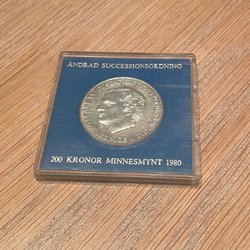 ÄNDRAD SUCCESSIONSORDNING
200 KRONOR MINNESMYNT 1980